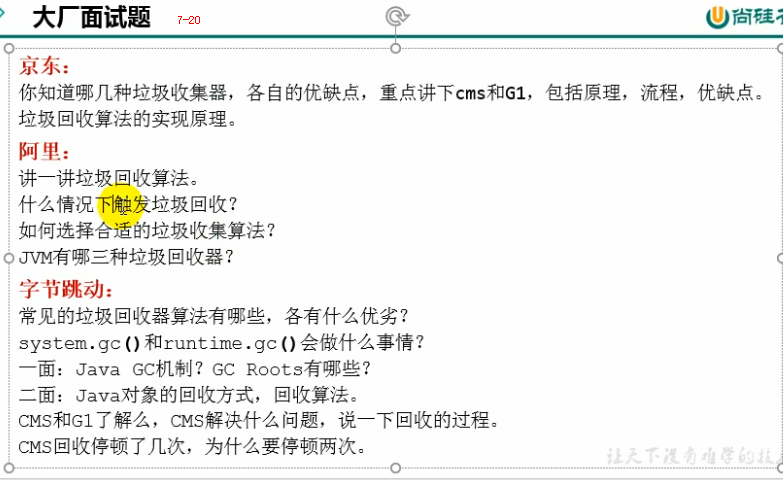 大厂面试题 7-20
尚硅
京东：
你知道哪几种垃圾收集器，各自的优缺点，重点讲下cms和G1，包括原理，流程，优缺点。
垃圾回收算法的实现原理。
阿里：
讲一讲垃圾回收算法。
什么情况下触发垃圾回收？
如何选择合适的垃圾收集算法？
JVM有哪三种垃圾回收器？
字节跳动：
常见的垃圾回收器算法有哪些，各有什么优劣？
system.gc()和runtime.gc()会做什么事情？
一面：Java GC机制？GC Roots有哪些？
二面：Java对象的回收方式，回收算法。
CMS和G1了解么，CMS解决什么问题，说一下回收的过程。
CMS回收停顿了几次，为什么要停顿两次。
让天下没有难学的技